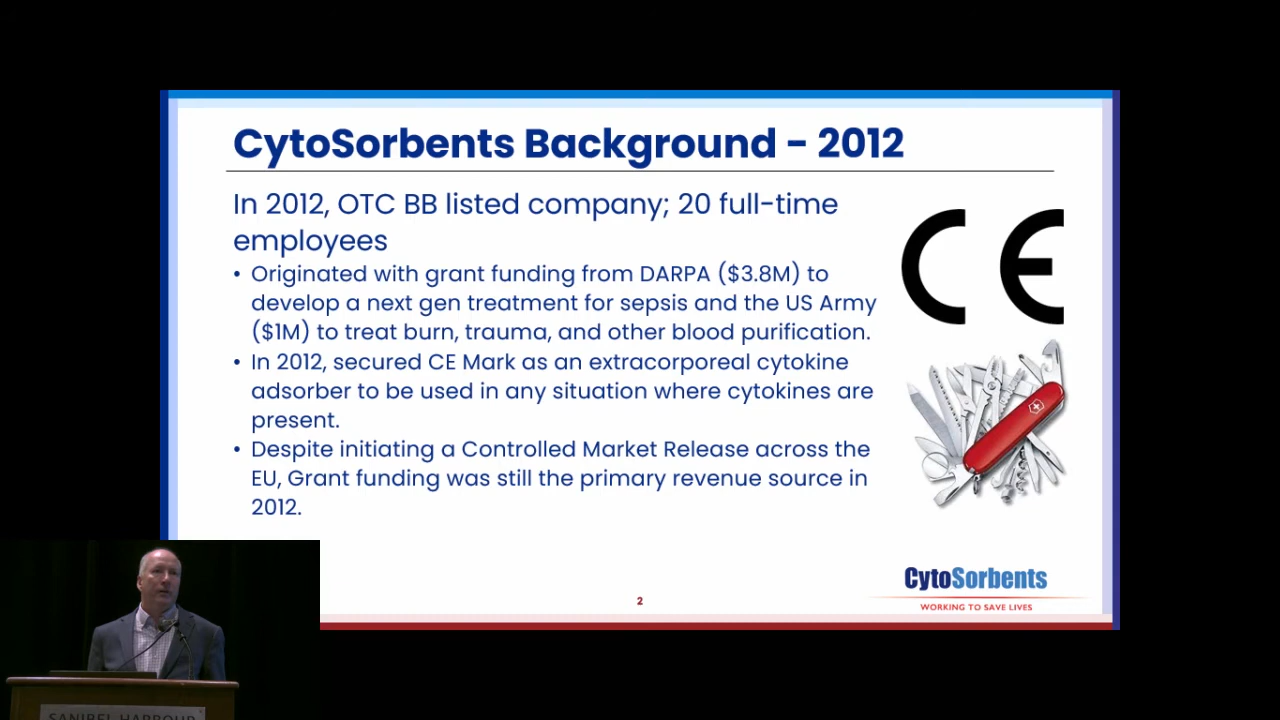 CytoSorbents Background - 2012
In 2012, OTC BB listed company; 20 full-time
employees
• Originated with grant funding from DARPA ($3.8M) to
develop a next gen treatment for sepsis and the US Army
($1M) to treat burn, trauma, and other blood purification.
• In 2012, secured CE Mark as an extracorporeal cytokine
adsorber to be used in any situation where cytokines are
present.
• Despite initiating a Controlled Market Release across the
EU, Grant funding was still the primary revenue source in
2012.
CE
CytoSorbents
WORKING TO SAVE LIVES
2
SANIBEL HARBOUR